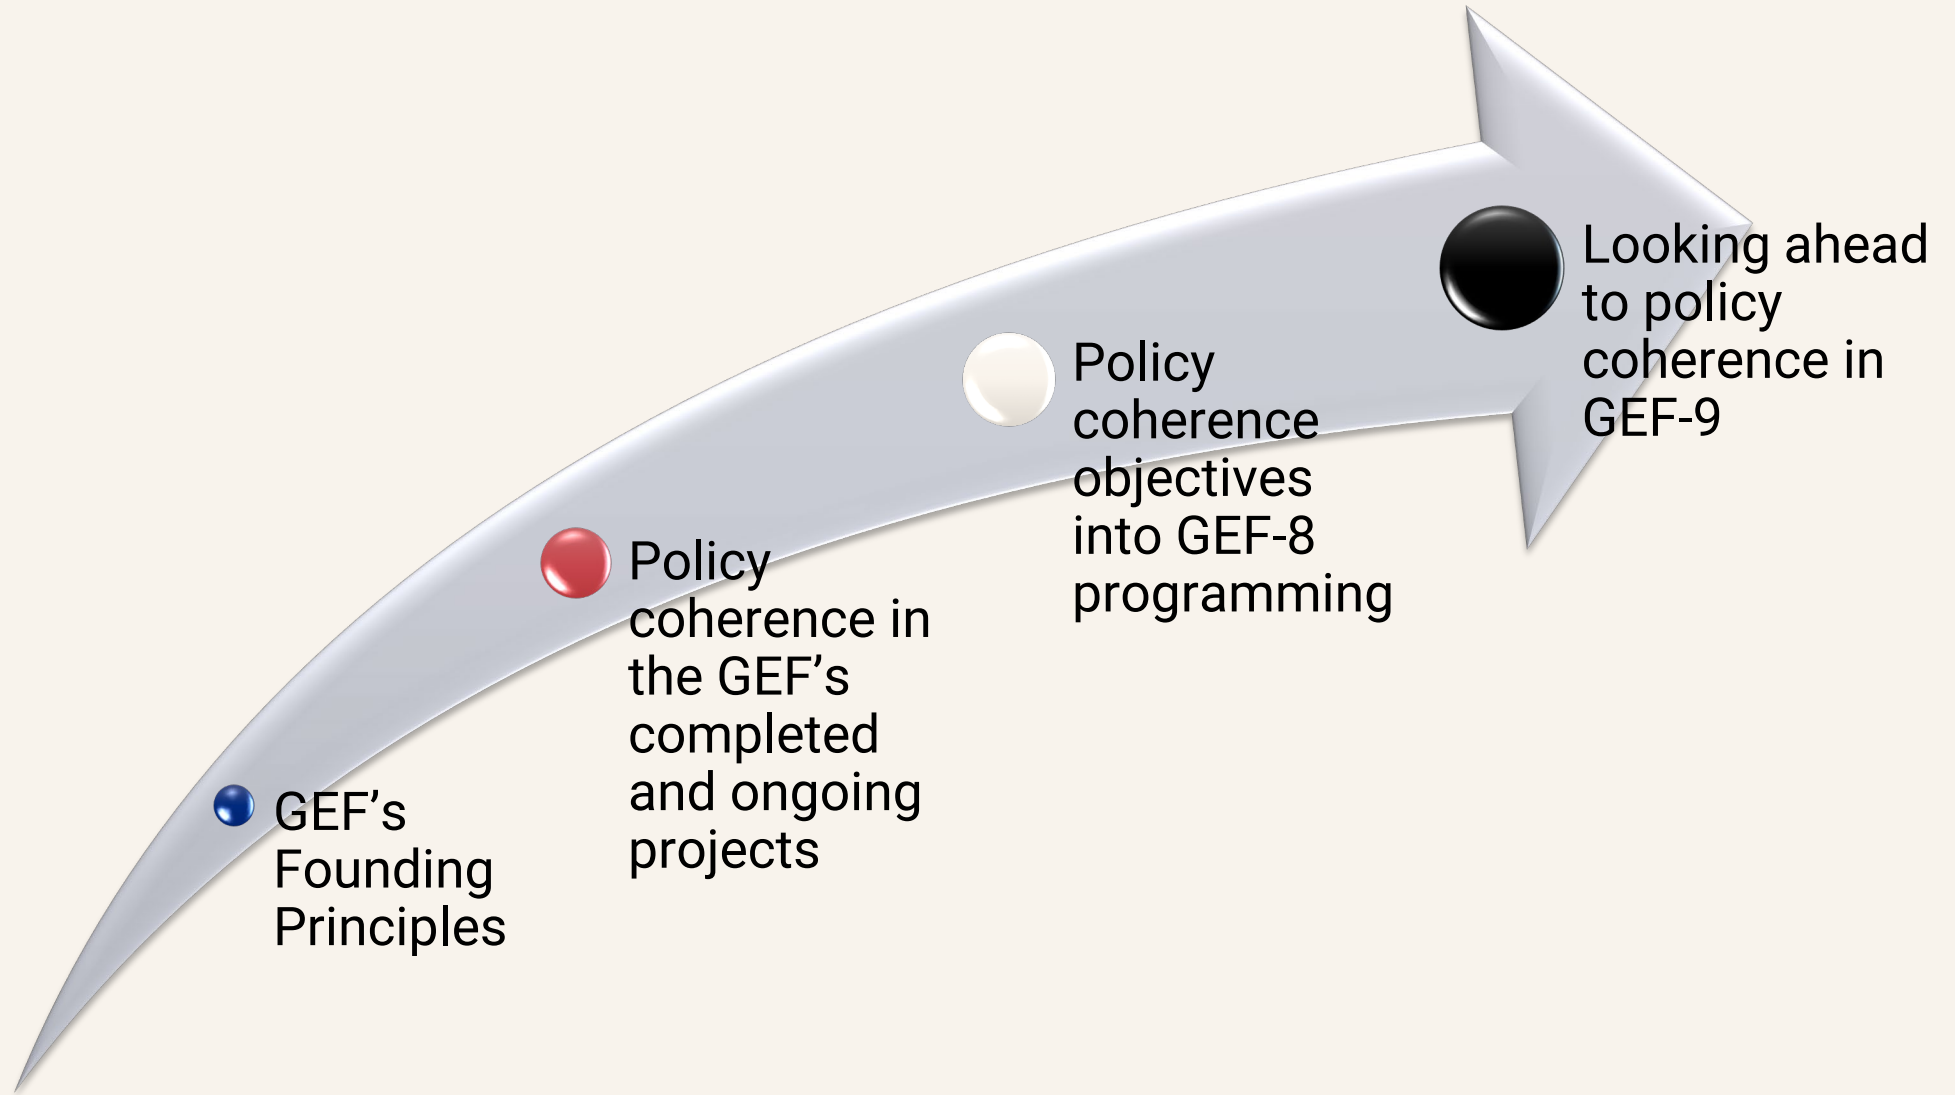 GEF’s
Founding
Principles
Policy
coherence in
the GEF’s
completed
and ongoing
projects
Policy
coherence
objectives
into GEF-8
programming
Looking ahead
to policy
coherence in
GEF-9